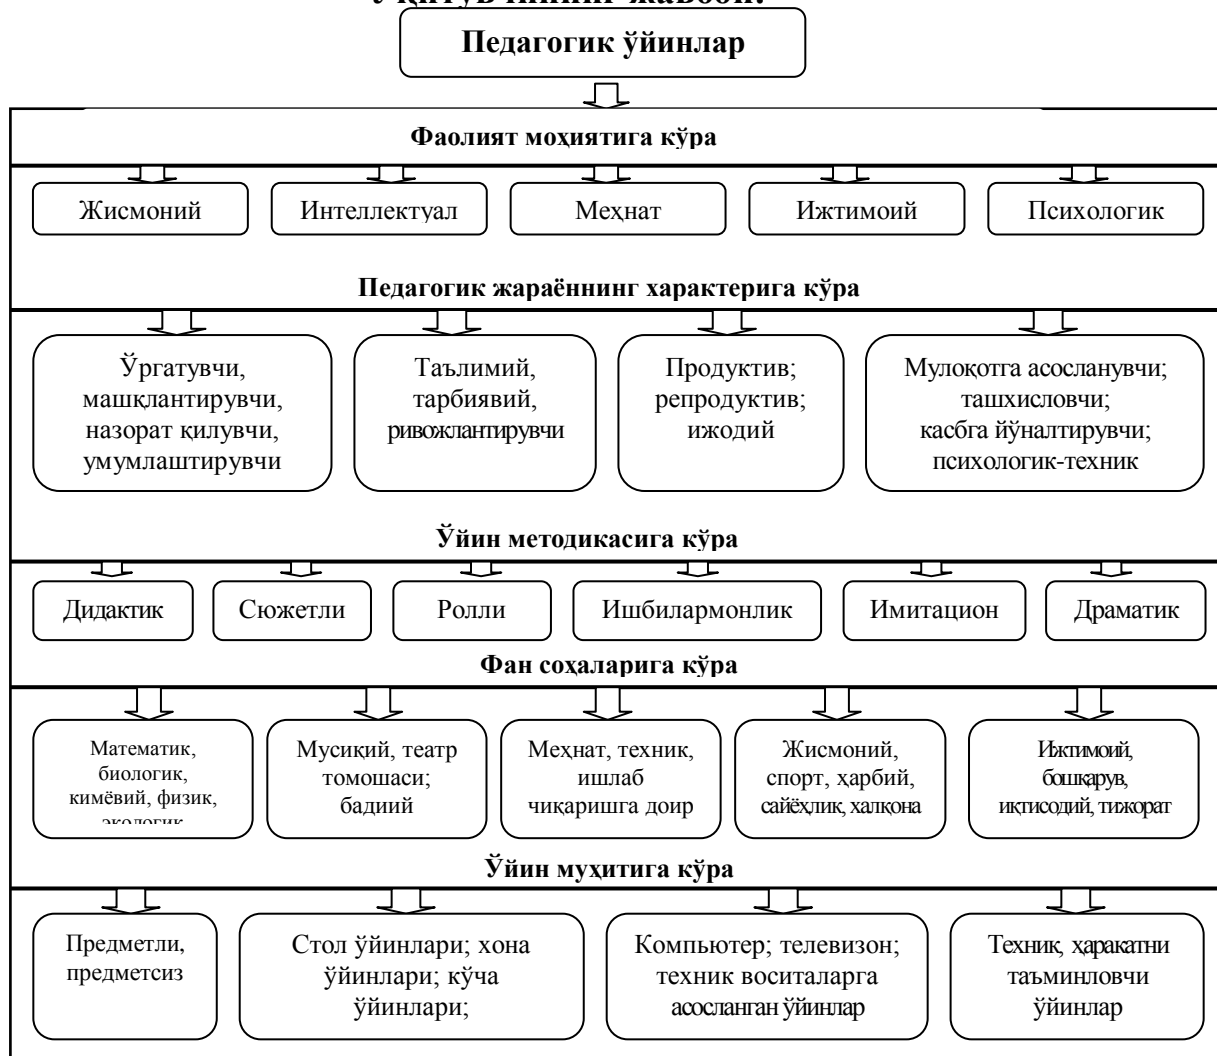 Педагогик ўйинлар
Фаолият моҳиятига кўра
Жисмоний
Интеллектуал
Меҳнат
Ижтимоий
Психологик
Педагогик жараённинг характерига кўра
Ўргатувчи,
машқлантирувчи,
назорат қилувчи,
умумлаштирувчи
Таълимий,
тарбиявий,
ривожлантирувчи
Продуктив;
репродуктив;
ижодий
Мулоқотга асосланувчи;
ташхисловчи;
касбга йўналтирувчи;
психологик-техник
Ўйин методикасига кўра
Дидактик
Сюжетли
Ролли
Ишбилармонлик
Имитацион
Драматик
Фан соҳаларига кўра
Математик,
биологик,
кимёвий, физик,
экологик
Мусиқий, театр
томошаси;
бадиий
Меҳнат, техник,
ишлаб
чиқаришга доир
Жисмоний,
спорт, ҳарбий,
сайёҳлик, халқона
Ижтимоий,
бошқарув,
иқтисодий, тижорат
Ўйин муҳитига кўра
Предметли,
предметсиз
Стол ўйинлари; хона
ўйинлари; кўча
ўйинлари;
Компьютер; телевизон;
техник воситаларга
асосланган ўйинлар
Техник, ҳаракатни
таъминловчи
ўйинлар